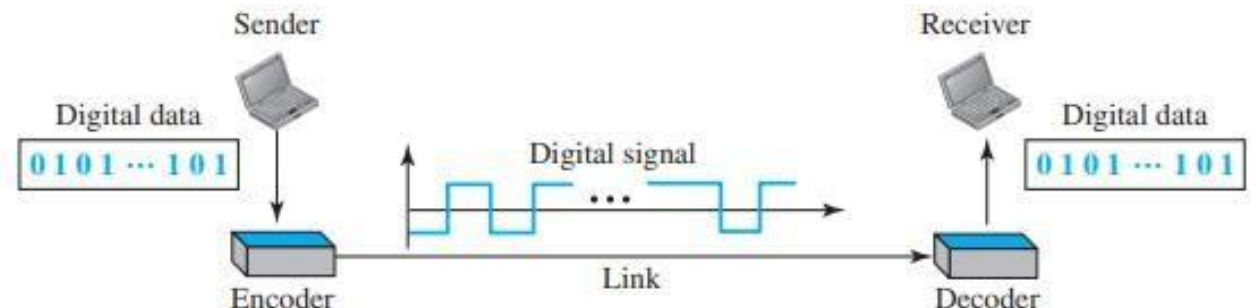 Sender
Receiver
Digital data
0 1 0 1 ... 1 0 1
Digital signal
...
Digital data
0 1 0 1 ... 1 0 1
Link
Encoder
Decoder